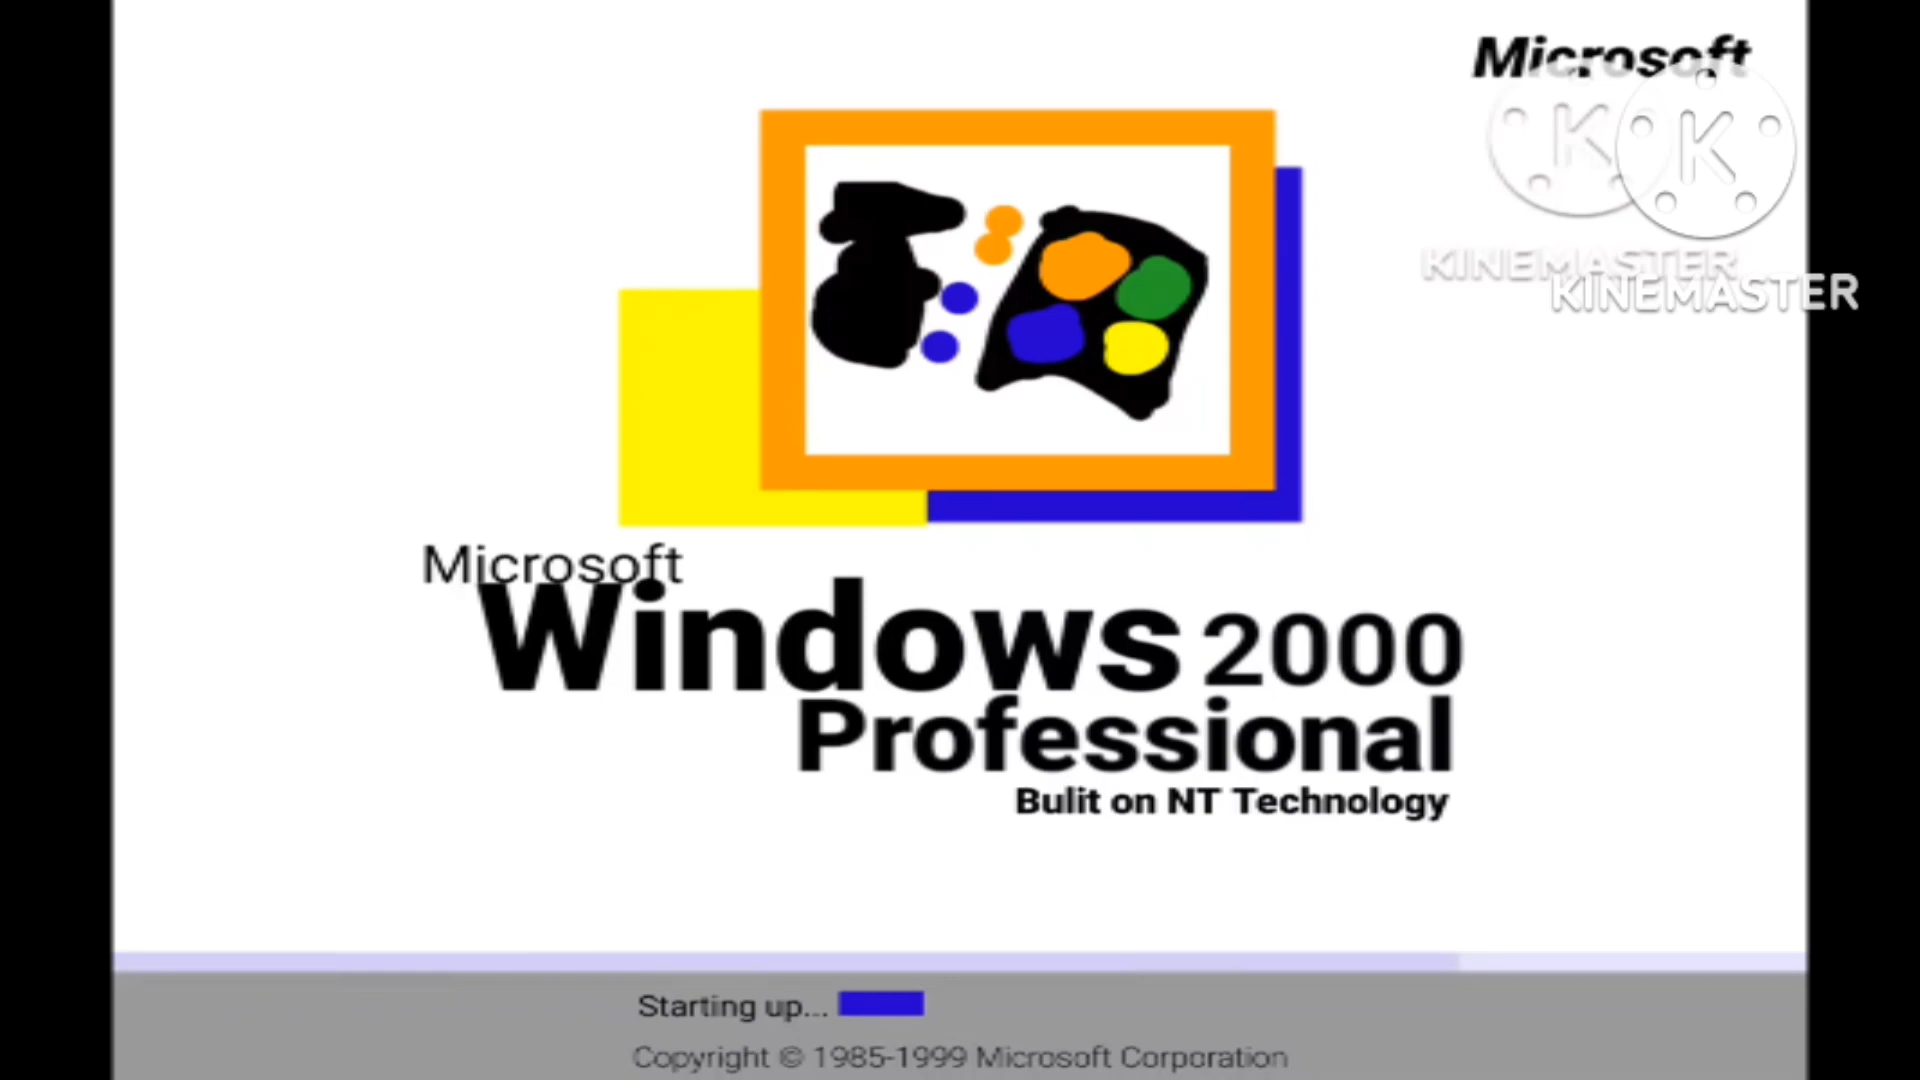 Microsoft
K K
KINEMASTER
KINEMASTER
Microsoft
Windows 2000
Professional
Bulit on NT Technology
Starting up...
Copyright © 1985-1999 Microsoft Corporation